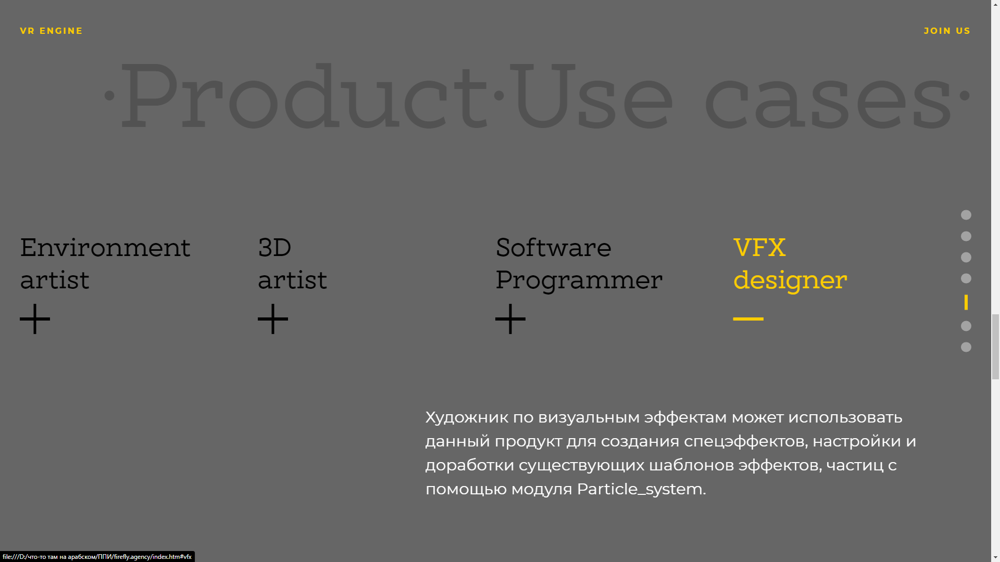 VR ENGINE
JOIN US
·Product·Use cases·
Environment
artist
3D
artist
Software
Programmer
VFX
designer
Художник по визуальным эффектам может использовать
данный продукт для создания спецэффектов, настройки и
доработки существующих шаблонов эффектов, частиц с
помощью модуля Particle_system.
file:///D:/что-то там на арабском/ППИ/firefly.agency/index.htm#vfx